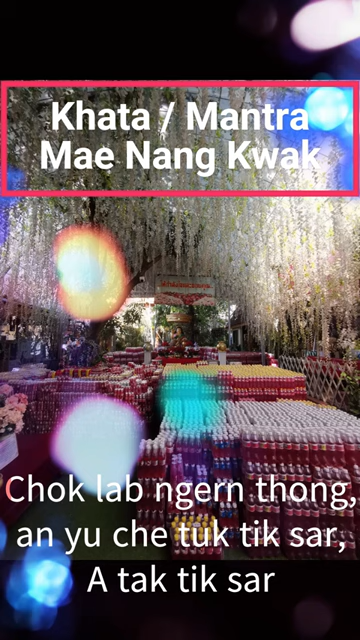 Khata / Mantra
Mae Nang Kwak
Chok lab ngern thong,
an yu che tuk tik sar,
A tak tik sar